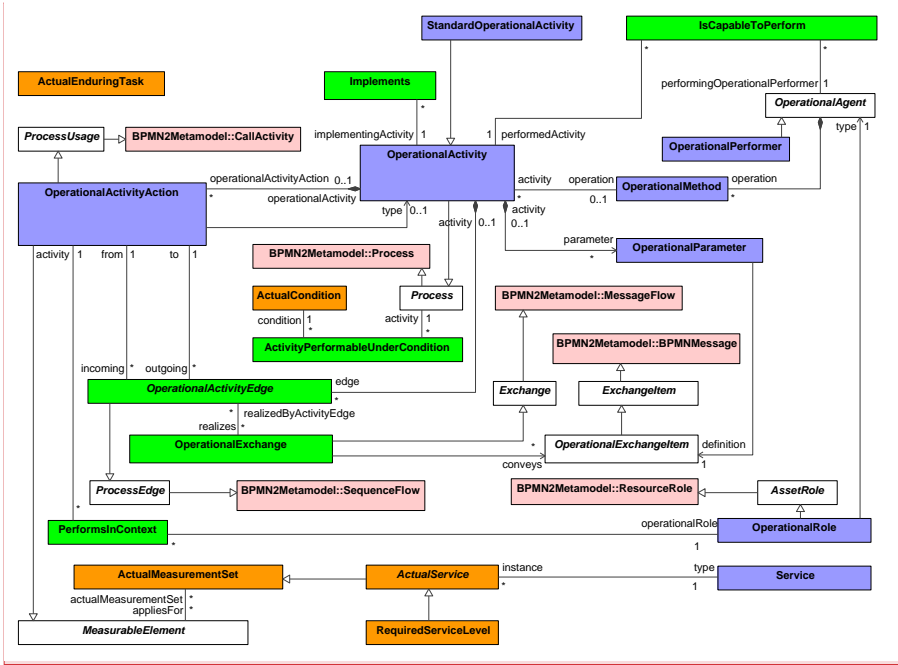 StandardOperationalActivity
IsCapableToPerform
*
*
ActualEnduringTask
Implements
*
performingOperationalPerformer
1
OperationalAgent
type
1
ProcessUsage
BPMN2Metamodel::CallActivity
implementingActivity
1
1
performedActivity
OperationalPerformer
OperationalActivity
OperationalActivityAction
operationalActivityAction
0..1
*
operationalActivity
activity
*
operation
0..1
OperationalMethod
operation
*
type
0..1
activity
0..1
activity
0..1
parameter
*
OperationalParameter
activity
1
from
1
to
1
BPMN2Metamodel::Process
ActualCondition
condition
1
*
Process
activity
1
*
BPMN2Metamodel::MessageFlow
ActivityPerformableUnderCondition
BPMN2Metamodel::BPMNMessage
incoming
*
outgoing
*
OperationalActivityEdge
edge
*
Exchange
ExchangeItem
*
realizedByActivityEdge
realizes
*
OperationalExchange
*
conveys
OperationalExchangeItem
definition
1
ProcessEdge
BPMN2Metamodel::SequenceFlow
BPMN2Metamodel::ResourceRole
AssetRole
*
PerformsInContext
*
operationalRole
1
OperationalRole
ActualMeasurementSet
ActualService
instance
*
type
1
Service
actualMeasurementSet
*
appliesFor
*
MeasurableElement
RequiredServiceLevel